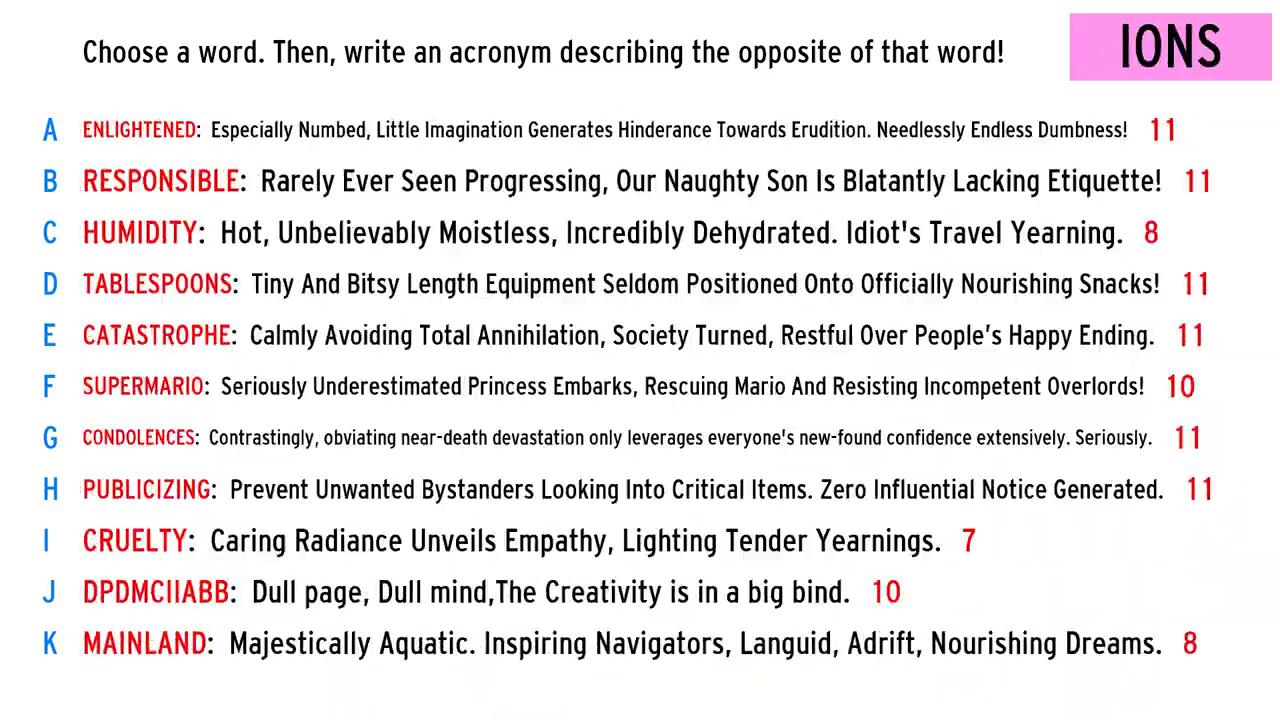 Choose a word. Then, write an acronym describing the opposite of that word!
IONS
A ENLIGHTENED: Especially Numbed, Little Imagination Generates Hinderance Towards Erudition. Needlessly Endless Dumbness! 11
B RESPONSIBLE: Rarely Ever Seen Progressing, Our Naughty Son Is Blatantly Lacking Etiquette! 11
C HUMIDITY: Hot, Unbelievably Moistless, Incredibly Dehydrated. Idiot's Travel Yearning. 8
D TABLESPOONS: Tiny And Bitsy Length Equipment Seldom Positioned Onto Officially Nourishing Snacks! 11
E CATASTROPHE: Calmly Avoiding Total Annihilation, Society Turned, Restful Over People’s Happy Ending. 11
F SUPERMARIO: Seriously Underestimated Princess Embarks, Rescuing Mario And Resisting Incompetent Overlords! 10
G CONDOLENCES: Contrastingly, obviating near-death devastation only leverages everyone's new-found confidence extensively. Seriously. 11
H PUBLICIZING: Prevent Unwanted Bystanders Looking Into Critical Items. Zero Influential Notice Generated. 11
I CRUELTY: Caring Radiance Unveils Empathy, Lighting Tender Yearnings. 7
J DPDMCIIABB: Dull page, Dull mind,The Creativity is in a big bind. 10
K MAINLAND: Majestically Aquatic. Inspiring Navigators, Languid, Adrift, Nourishing Dreams. 8